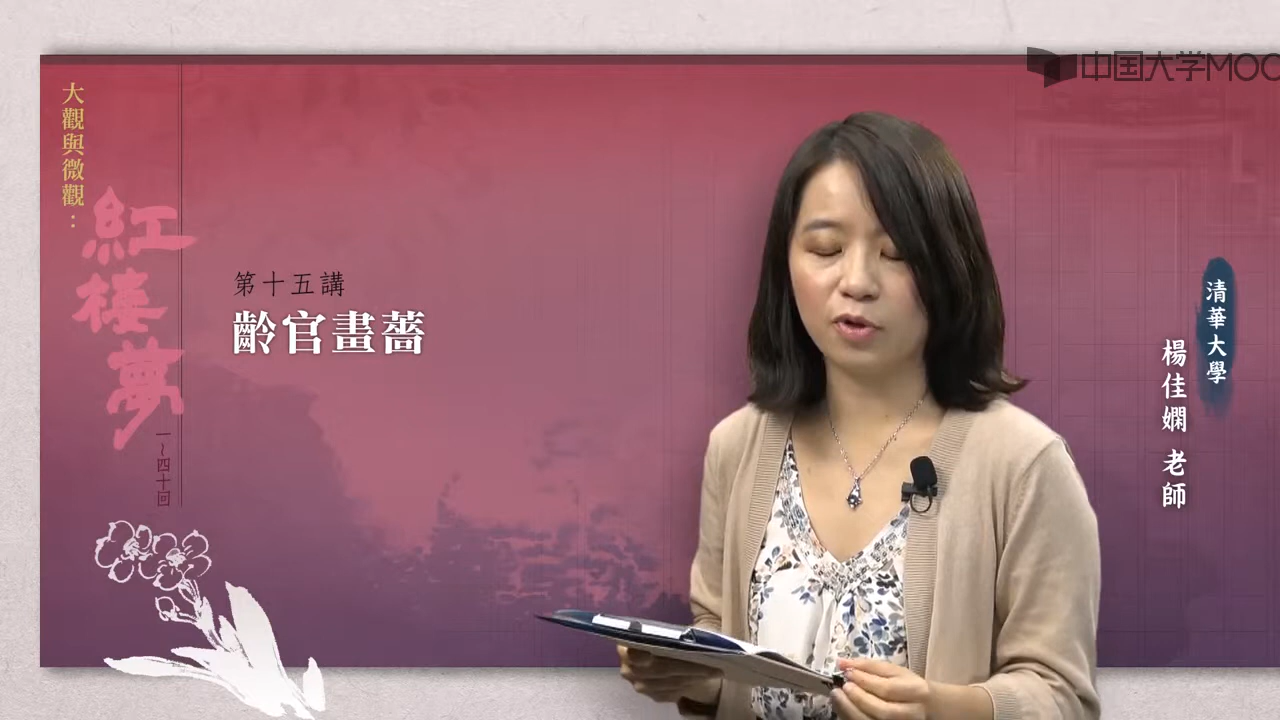 中国大学MOO
大觀與微觀：
紅樓夢
一～四十回
第十五講
齡官畫薔
清華大學
楊佳嫻 老師